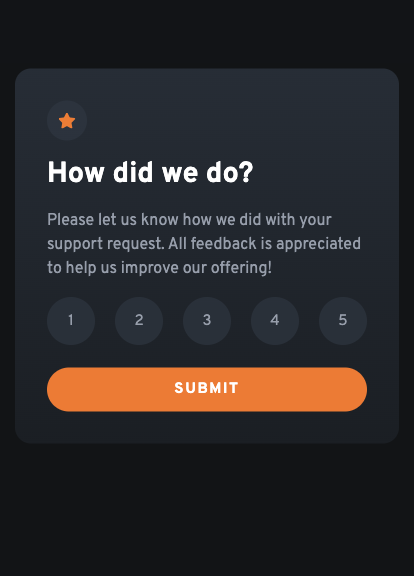 How did we do?
Please let us know how we did with your
support request. All feedback is appreciated
to help us improve our offering!
1 2 3 4 5
SUBMIT